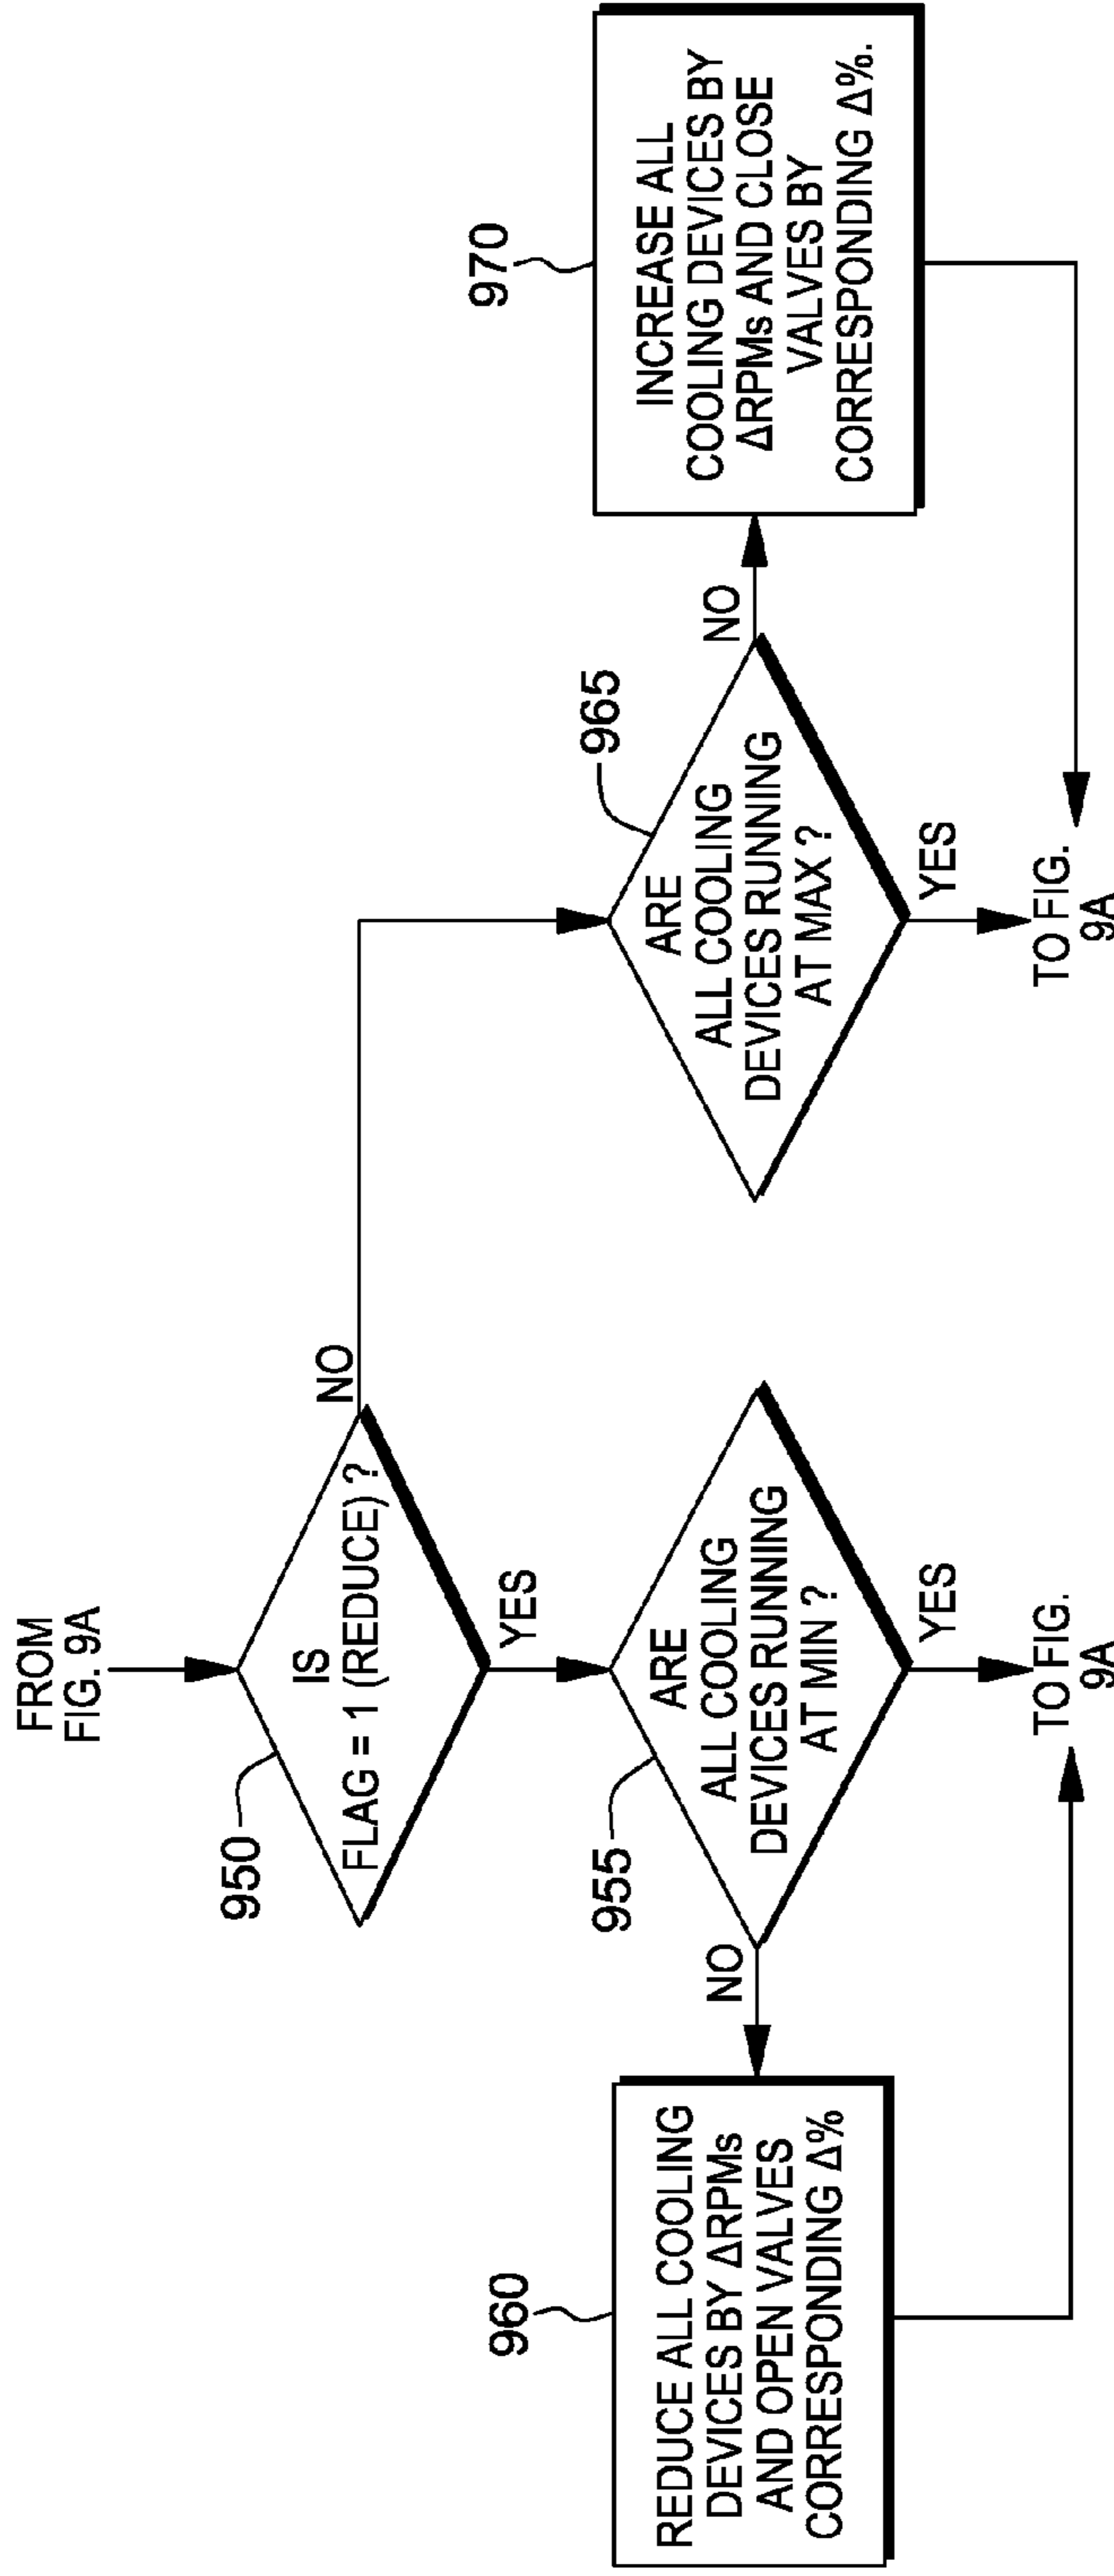 FROM
FIG. 9A
950
IS
FLAG = 1 (REDUCE) ?
NO
YES
955
ARE
ALL COOLING
DEVICES RUNNING
AT MIN ?
NO
YES
960
REDUCE ALL COOLING
DEVICES BY ΔRPMs
AND OPEN VALVES
CORRESPONDING Δ%
TO FIG.
9A
965
ARE
ALL COOLING
DEVICES RUNNING
AT MAX ?
NO
YES
970
INCREASE ALL
COOLING DEVICES BY
ΔRPMs AND CLOSE
VALVES BY
CORRESPONDING Δ%.
TO FIG.
9A